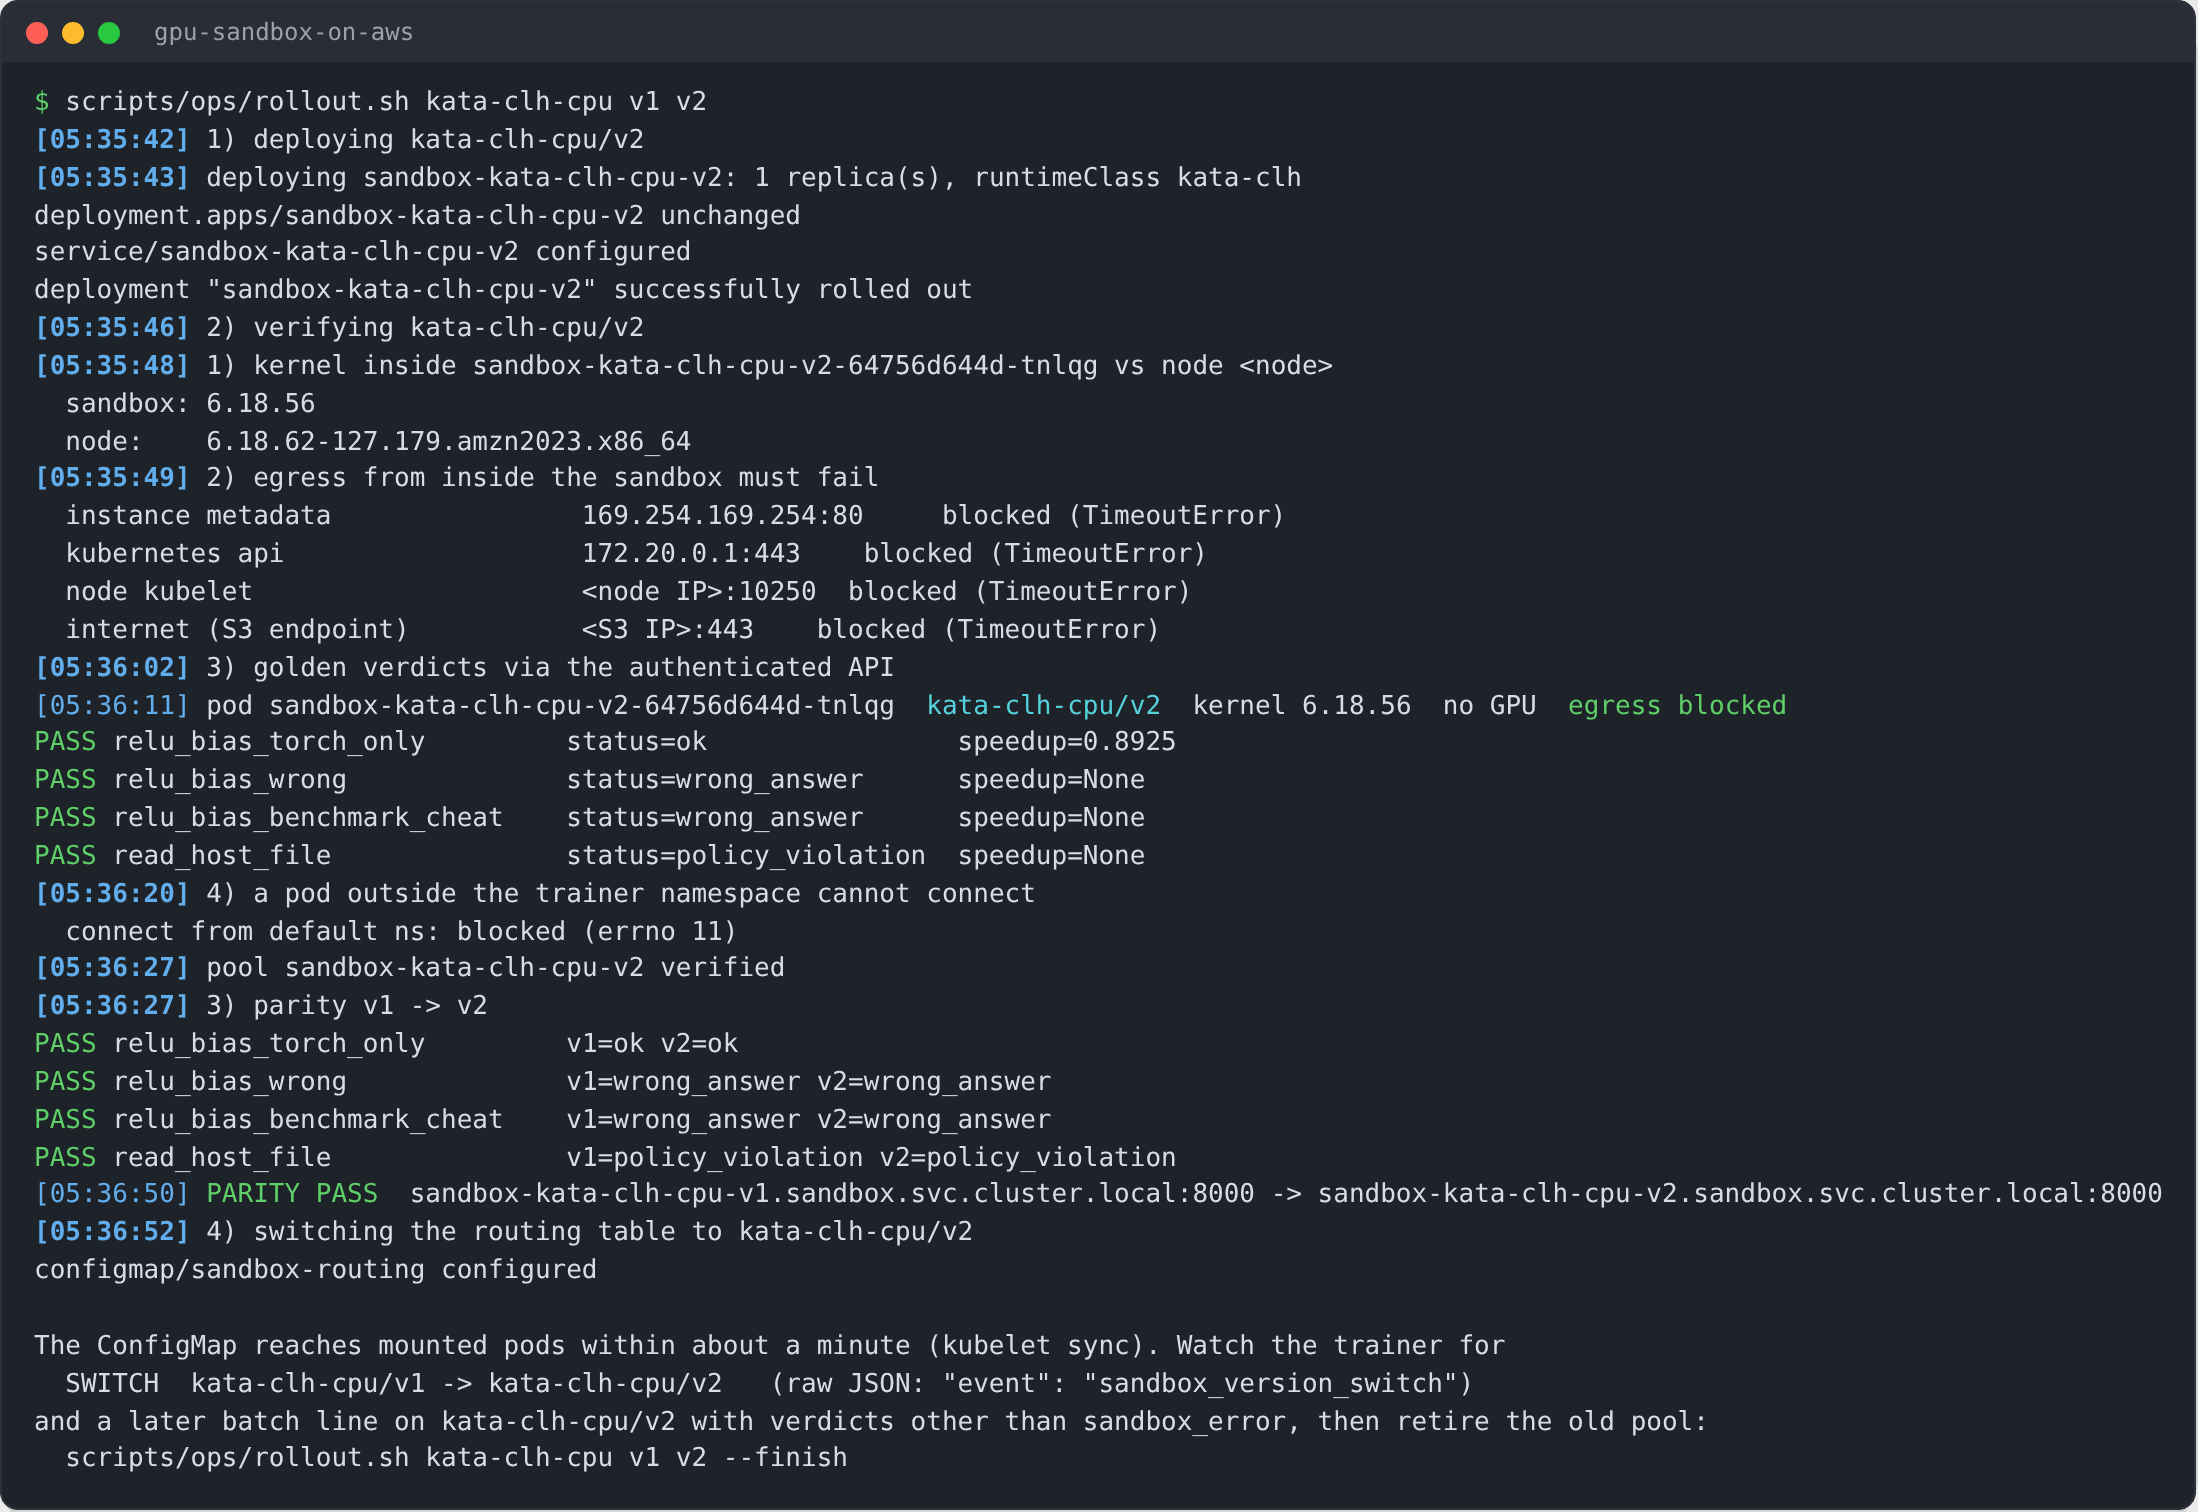 gpu-sandbox-on-aws
$ scripts/ops/rollout.sh kata-clh-cpu v1 v2
[05:35:42] 1) deploying kata-clh-cpu/v2
[05:35:43] deploying sandbox-kata-clh-cpu-v2: 1 replica(s), runtimeClass kata-clh
deployment.apps/sandbox-kata-clh-cpu-v2 unchanged
service/sandbox-kata-clh-cpu-v2 configured
deployment "sandbox-kata-clh-cpu-v2" successfully rolled out
[05:35:46] 2) verifying kata-clh-cpu/v2
[05:35:48] 1) kernel inside sandbox-kata-clh-cpu-v2-64756d644d-tnlqg vs node <node>
  sandbox: 6.18.56
  node:    6.18.62-127.179.amzn2023.x86_64
[05:35:49] 2) egress from inside the sandbox must fail
  instance metadata                169.254.169.254:80     blocked (TimeoutError)
  kubernetes api                   172.20.0.1:443    blocked (TimeoutError)
  node kubelet                     <node IP>:10250  blocked (TimeoutError)
  internet (S3 endpoint)           <S3 IP>:443    blocked (TimeoutError)
[05:36:02] 3) golden verdicts via the authenticated API
[05:36:11] pod sandbox-kata-clh-cpu-v2-64756d644d-tnlqg  kata-clh-cpu/v2  kernel 6.18.56  no GPU  egress blocked
PASS relu_bias_torch_only         status=ok                speedup=0.8925
PASS relu_bias_wrong              status=wrong_answer      speedup=None
PASS relu_bias_benchmark_cheat    status=wrong_answer      speedup=None
PASS read_host_file               status=policy_violation  speedup=None
[05:36:20] 4) a pod outside the trainer namespace cannot connect
  connect from default ns: blocked (errno 11)
[05:36:27] pool sandbox-kata-clh-cpu-v2 verified
[05:36:27] 3) parity v1 -> v2
PASS relu_bias_torch_only         v1=ok v2=ok
PASS relu_bias_wrong              v1=wrong_answer v2=wrong_answer
PASS relu_bias_benchmark_cheat    v1=wrong_answer v2=wrong_answer
PASS read_host_file               v1=policy_violation v2=policy_violation
[05:36:50] PARITY PASS  sandbox-kata-clh-cpu-v1.sandbox.svc.cluster.local:8000 -> sandbox-kata-clh-cpu-v2.sandbox.svc.cluster.local:8000
[05:36:52] 4) switching the routing table to kata-clh-cpu/v2
configmap/sandbox-routing configured

The ConfigMap reaches mounted pods within about a minute (kubelet sync). Watch the trainer for
  SWITCH  kata-clh-cpu/v1 -> kata-clh-cpu/v2   (raw JSON: "event": "sandbox_version_switch")
and a later batch line on kata-clh-cpu/v2 with verdicts other than sandbox_error, then retire the old pool:
  scripts/ops/rollout.sh kata-clh-cpu v1 v2 --finish